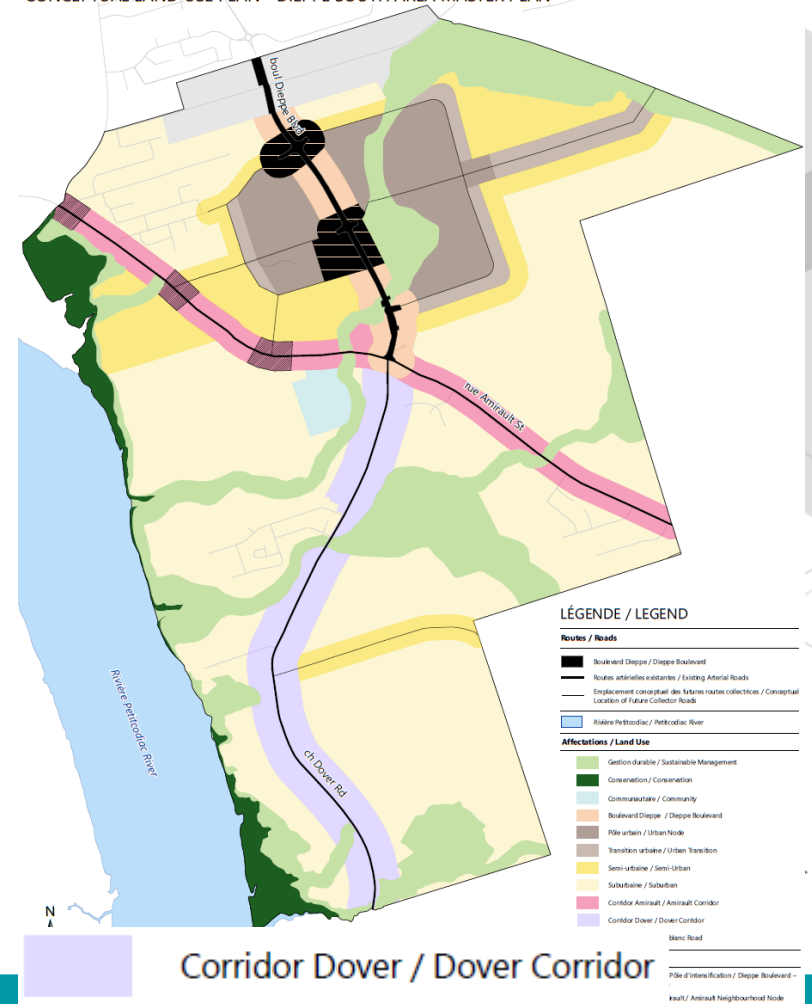 boul Dieppe Blvd
rue Amirault St
Rivière Petitcodiac River
ch Dover Rd
N
LÉGENDE / LEGEND
Routes / Roads
Boulevard Dieppe / Dieppe Boulevard
Routes artérielles existantes / Existing Arterial Roads
Emplacement conceptuel des futures routes collectrices / Conceptual
Location of Future Collector Roads
Rivière Petitcodiac / Petitcodiac River
Affectations / Land Use
Gestion durable / Sustainable Management
Conservation / Conservation
Communautaire / Community
Boulevard Dieppe / Dieppe Boulevard
Pôle urbain / Urban Node
Transition urbaine / Urban Transition
Semi-urbaine / Semi-Urban
Suburbaine / Suburban
Corridor Amirault / Amirault Corridor
Corridor Dover / Dover Corridor
Corridor Dover / Dover Corridor
blanc Road
Pôle d'intensification / Dieppe Boulevard –
irault / Amirault Neighbourhood Node